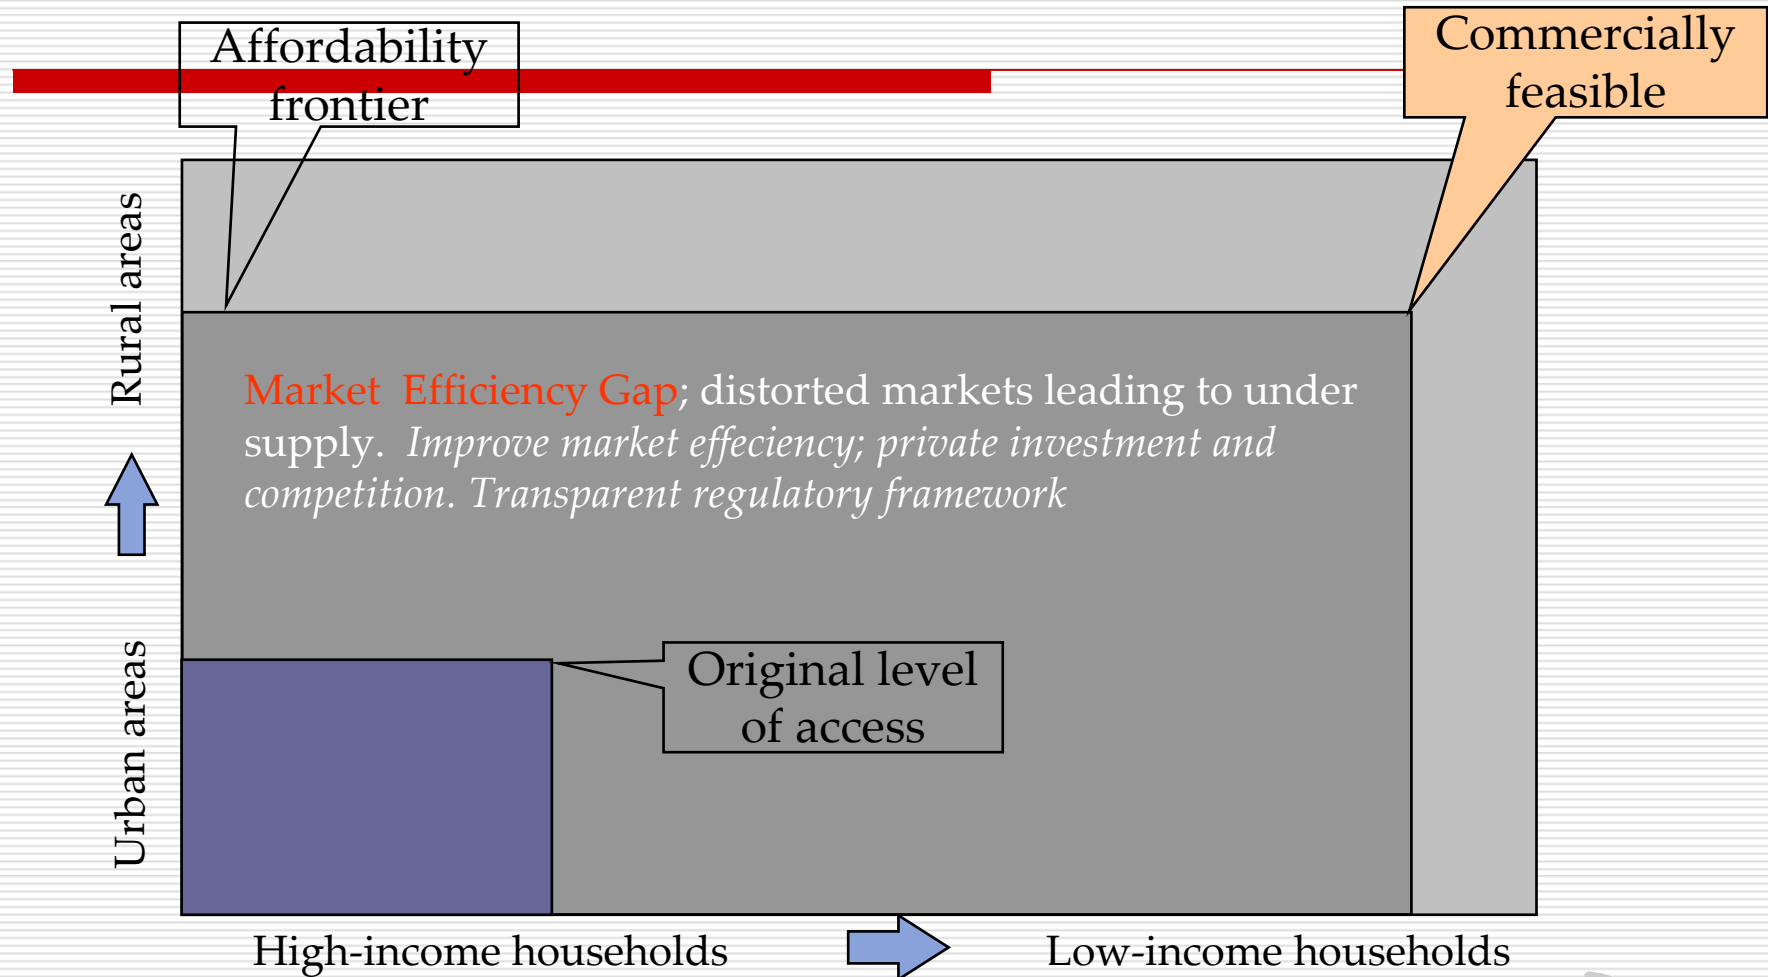 Affordability
frontier
Commercially
feasible
Rural areas
Market Efficiency Gap; distorted markets leading to under
supply. Improve market effeciency; private investment and
competition. Transparent regulatory framework
Original level
of access
Urban areas
High-income households
Low-income households